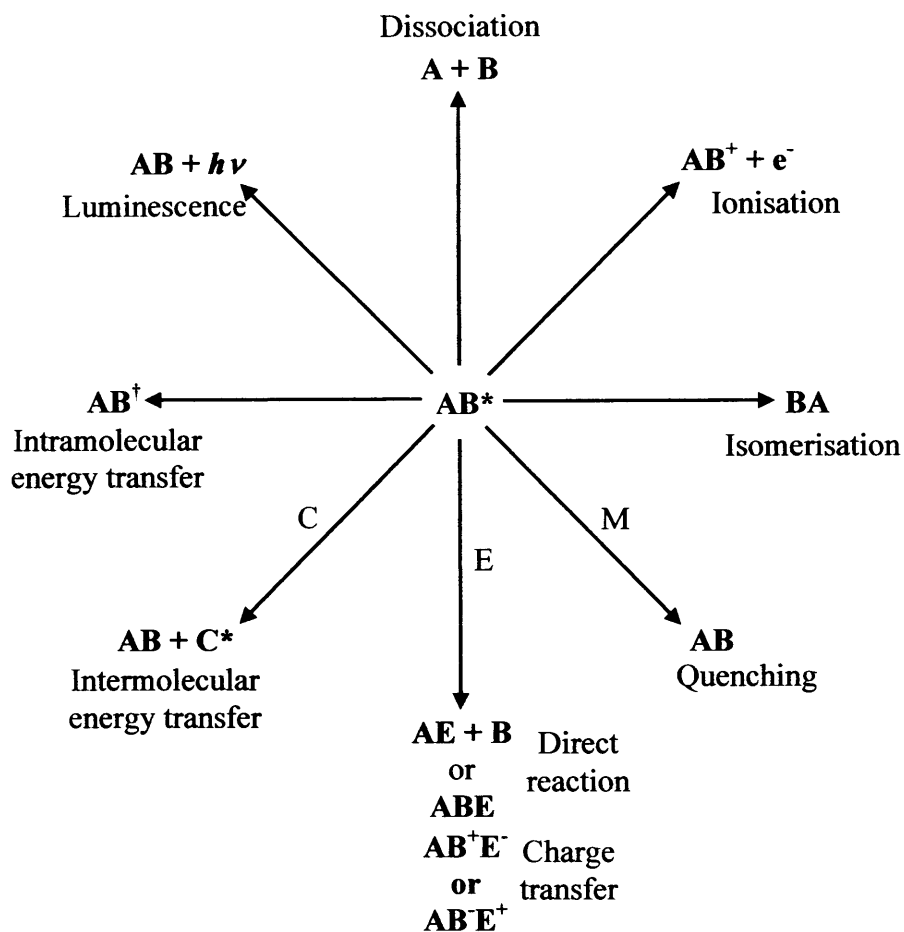 Dissociation
A + B
AB + hν
Luminescence
AB⁺ + e⁻
Ionisation
AB†
Intramolecular
energy transfer
AB*
BA
Isomerisation
C
E
M
AB + C*
Intermolecular
energy transfer
AB
Quenching
AE + B
or
ABE
Direct
reaction
AB⁺E⁻
or
AB⁻E⁺
Charge
transfer